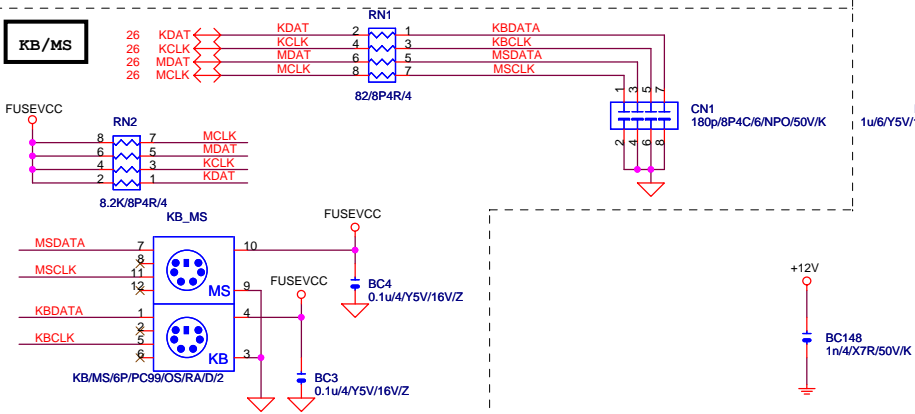 KB/MS
RN1
26 KDAT KDAT 2 1 KBDATA
26 KCLK KCLK 4 3 KBCLK
26 MDAT MDAT 6 5 MSDATA
26 MCLK MCLK 8 7 MSCLK
82/8P4R/4
1 3 5 7
CN1
180p/8P4C/6/NPO/50V/K
2 4 6 8
1u/6/Y5V/
FUSEVCC
RN2
8 7 MCLK
6 5 MDAT
4 3 KCLK
2 1 KDAT
8.2K/8P4R/4
KB_MS
MSDATA 7 10
8
MSCLK 11
12 MS 9
KBDATA 1 4
2
KBCLK 5
6 KB 3
KB/MS/6P/PC99/OS/RA/D/2
FUSEVCC
BC4
0.1u/4/Y5V/16V/Z
FUSEVCC
BC3
0.1u/4/Y5V/16V/Z
+12V
BC148
1n/4/X7R/50V/K